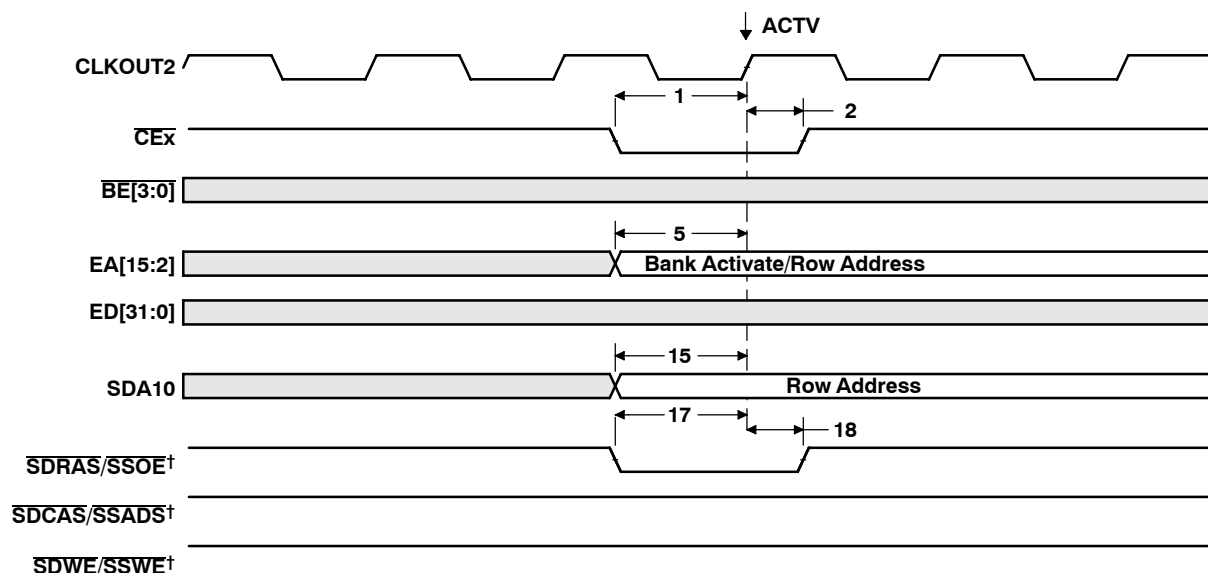 ACTV
CLKOUT2
1
2
CEx
BE[3:0]
5
EA[15:2]
Bank Activate/Row Address
ED[31:0]
15
SDA10
Row Address
17
18
SDRAS/SSOE†
SDCAS/SSADS†
SDWE/SSWE†